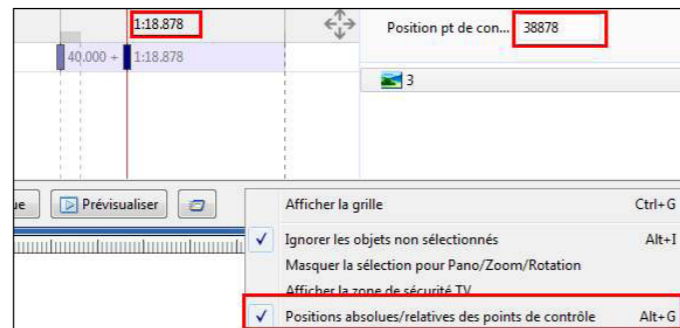 1:18.878
Position pt de con... 38878
40.000 + 1:18.878
3
ue Prévisualiser
Afficher la grille Ctrl+G
Ignorer les objets non sélectionnés Alt+I
Masquer la sélection pour Pano/Zoom/Rotation
Afficher la zone de sécurité TV
Positions absolues/relatives des points de contrôle Alt+G